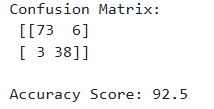 Confusion Matrix:
[[73  6]
[ 3 38]]
Accuracy Score: 92.5